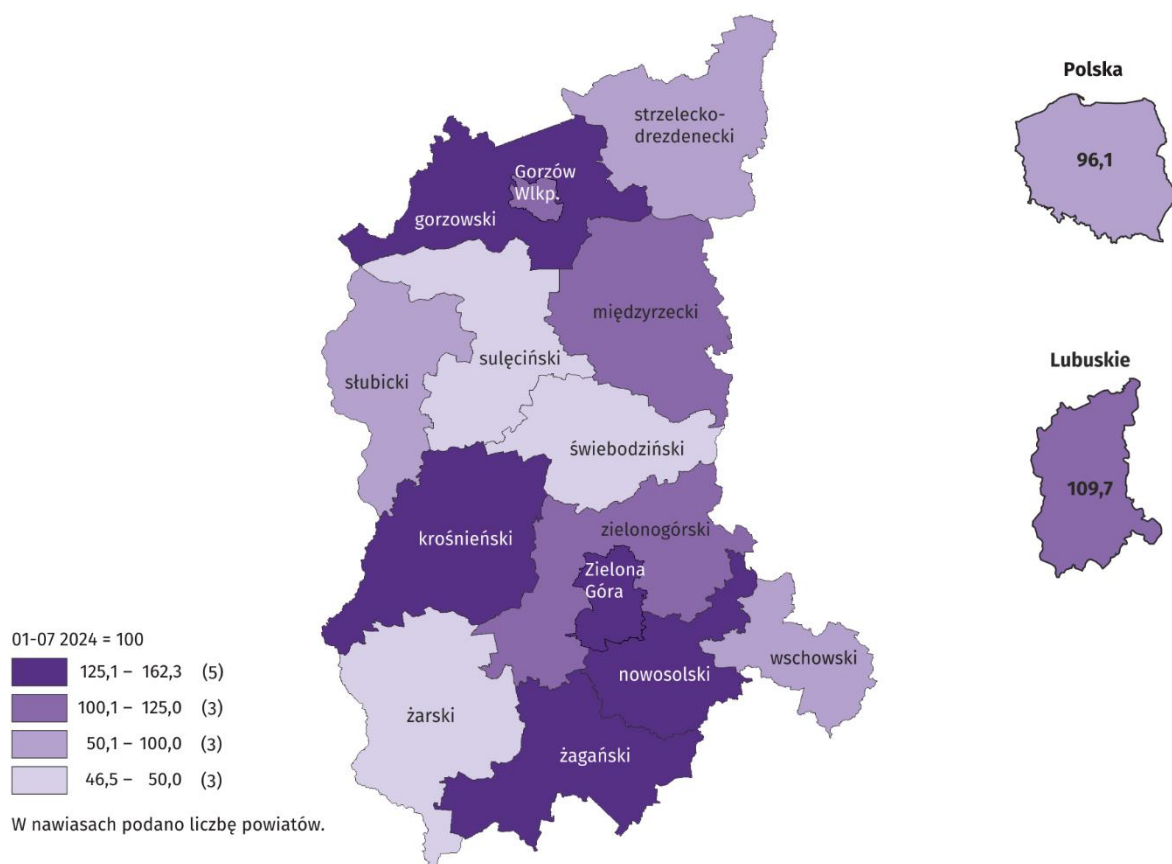 strzelecko-
drezdenecki
Gorzów
Wlkp.
gorzowski
międzyrzecki
sulęciński
słubicki
świebodziński
krośnieński
zielonogórski
Zielona
Góra
wschowski
nowosolski
żarski
żagański
Polska
96,1
Lubuskie
109,7
01-07 2024 = 100
125,1 – 162,3 (5)
100,1 – 125,0 (3)
50,1 – 100,0 (3)
46,5 – 50,0 (3)
W nawiasach podano liczbę powiatów.